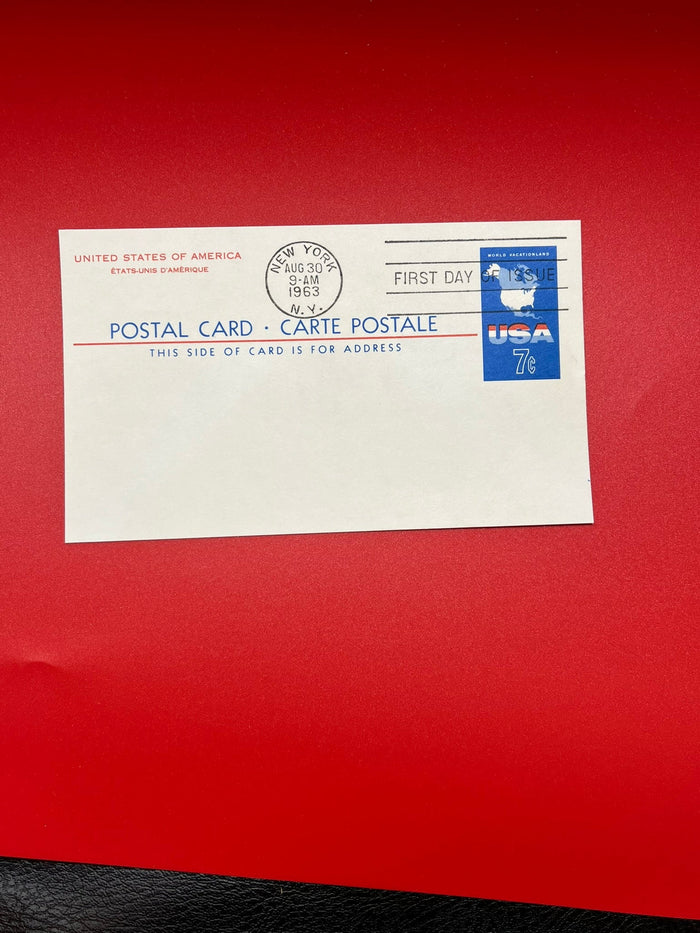 UNITED STATES OF AMERICA
ÉTATS-UNIS D'AMÉRIQUE
NEW YORK
AUG 30
9-AM
1963
N.Y.
FIRST DAY OF ISSUE
WORLD VACATIONLAND
USA
7¢
POSTAL CARD · CARTE POSTALE
THIS SIDE OF CARD IS FOR ADDRESS